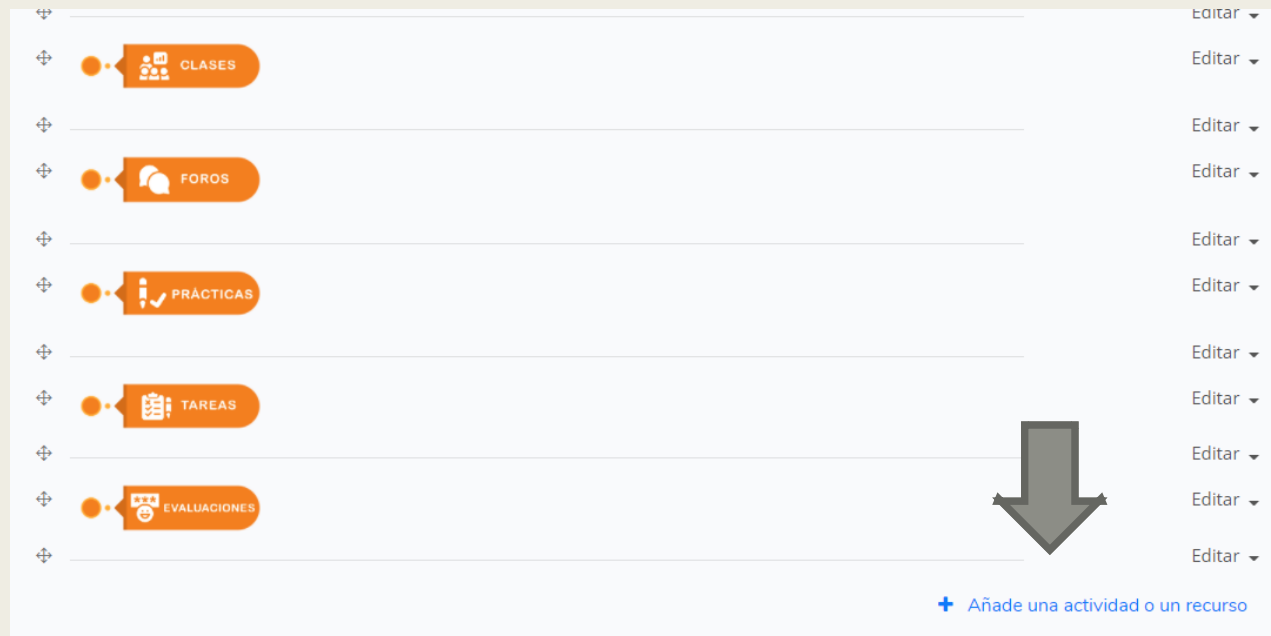 Editar
CLASES Editar
Editar
FOROS Editar
Editar
PRÁCTICAS Editar
Editar
TAREAS Editar
Editar
EVALUACIONES Editar
Editar
Añade una actividad o un recurso